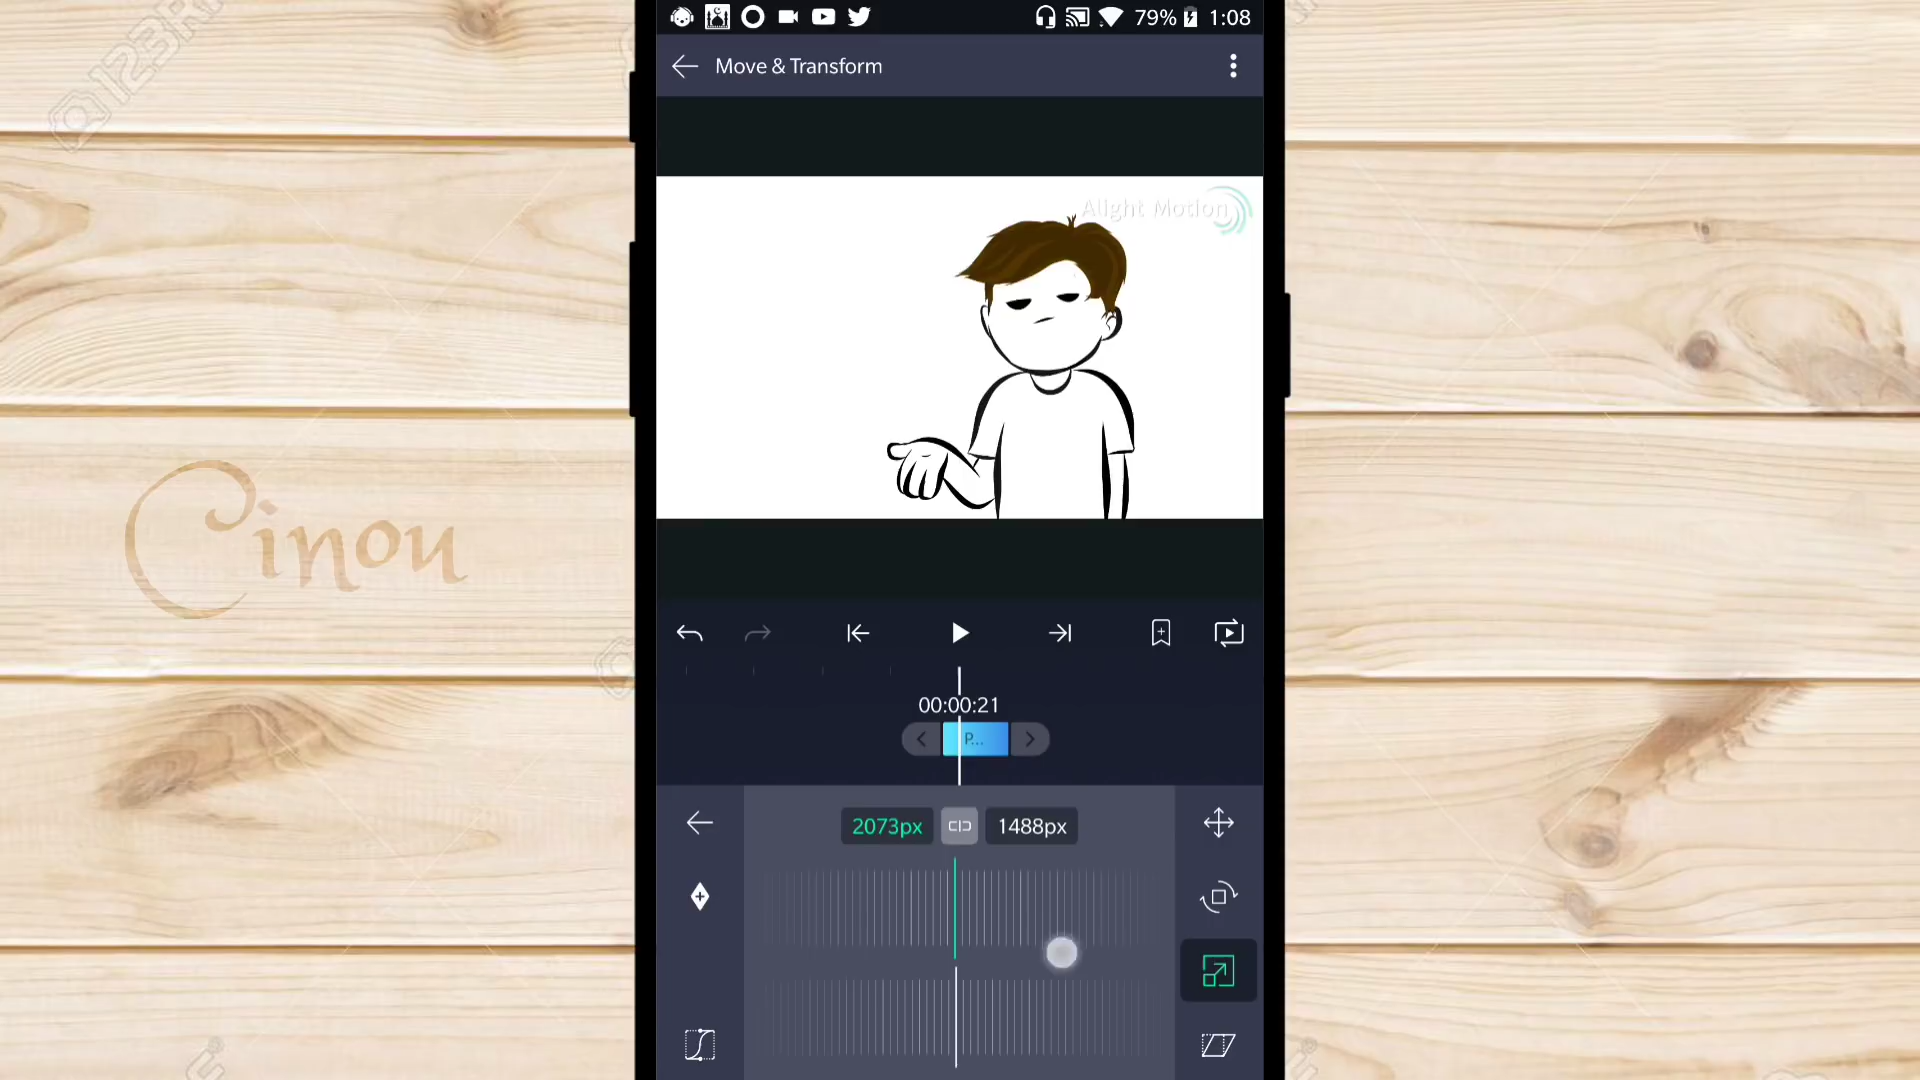 79% 1:08
Move & Transform
Alight Motion
Cinou
00:00:21
P...
2073px 1488px